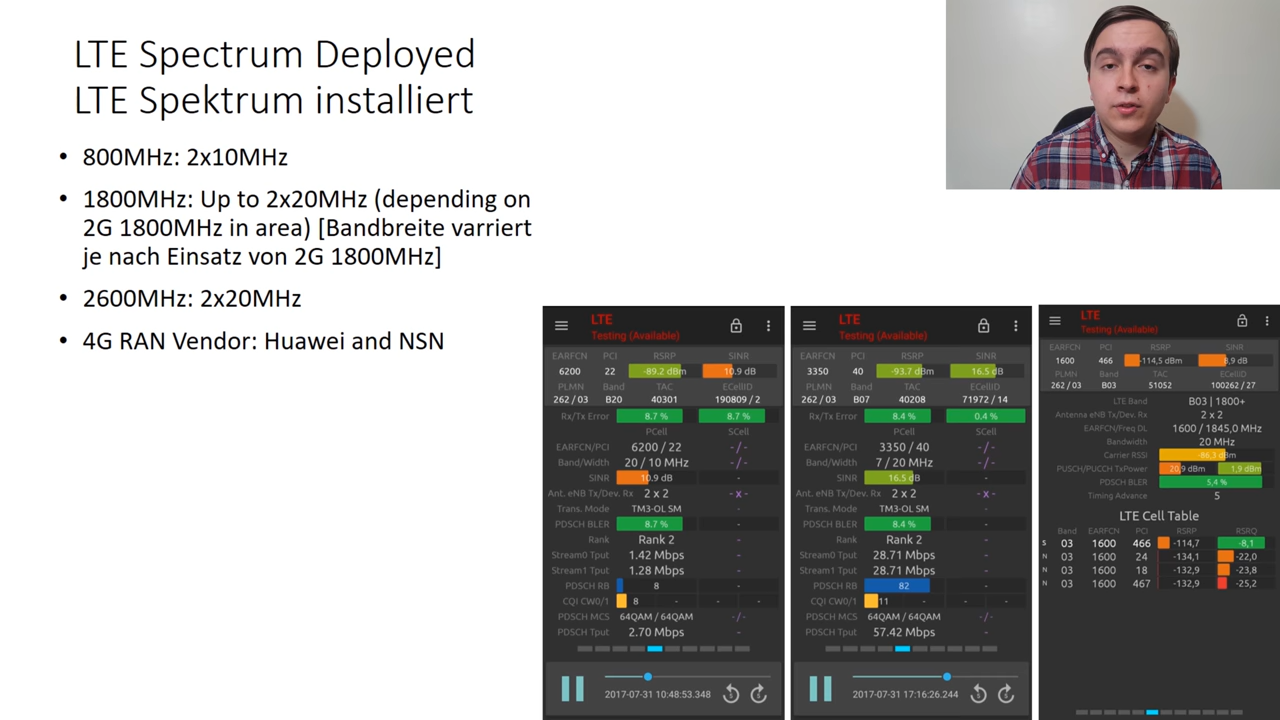 LTE Spectrum Deployed
LTE Spektrum installiert
• 800MHz: 2x10MHz
• 1800MHz: Up to 2x20MHz (depending on
2G 1800MHz in area) [Bandbreite varriert
je nach Einsatz von 2G 1800MHz]
• 2600MHz: 2x20MHz
• 4G RAN Vendor: Huawei and NSN
LTE
Testing (Available)
EARFCN PCI RSRP SINR
6200 22 -89.2 dBm 10.9 dB
PLMN Band TAC ECellID
262 / 03 B20 40301 190809 / 2
Rx/Tx Error 8.7 % 8.7 %
PCell SCell
EARFCN/PCI 6200 / 22 - / -
Band/Width 20 / 10 MHz - / -
SINR 10.9 dB -
Ant. eNB Tx/Dev. Rx 2 x 2 - x -
Trans. Mode TM3-OL SM -
PDSCH BLER 8.7 % -
Rank Rank 2 -
Stream0 Tput 1.42 Mbps -
Stream1 Tput 1.28 Mbps -
PDSCH RB 8 -
CQI CW0/1 8 - - -
PDSCH MCS 64QAM / 64QAM - / -
PDSCH Tput 2.70 Mbps -
2017-07-31 10:48:53.348
LTE
Testing (Available)
EARFCN PCI RSRP SINR
3350 40 -93.7 dBm 16.5 dB
PLMN Band TAC ECellID
262 / 03 B07 40208 71972 / 14
Rx/Tx Error 8.4 % 0.4 %
PCell SCell
EARFCN/PCI 3350 / 40 - / -
Band/Width 7 / 20 MHz - / -
SINR 16.5 dB -
Ant. eNB Tx/Dev. Rx 2 x 2 - x -
Trans. Mode TM3-OL SM -
PDSCH BLER 8.4 % -
Rank Rank 2 -
Stream0 Tput 28.71 Mbps -
Stream1 Tput 28.71 Mbps -
PDSCH RB 82 -
CQI CW0/1 11 - - -
PDSCH MCS 64QAM / 64QAM - / -
PDSCH Tput 57.42 Mbps -
2017-07-31 17:16:26.244
LTE
Testing (Available)
EARFCN PCI RSRP SINR
1600 466 -114,5 dBm 8,9 dB
PLMN Band TAC ECellID
262 / 03 B03 51052 100262 / 27
LTE Band B03 | 1800+
Antenna eNB Tx/Dev. Rx 2 x 2
EARFCN/Freq DL 1600 / 1845,0 MHz
Bandwidth 20 MHz
Carrier RSSI -86,3 dBm
PUSCH/PUCCH TxPower 20,9 dBm 1,9 dBm
PDSCH BLER 5,4 %
Timing Advance 5
LTE Cell Table
Band EARFCN PCI RSRP RSRQ
S 03 1600 466 -114,7 -8,1
N 03 1600 24 -134,1 -22,0
N 03 1600 18 -132,9 -23,8
N 03 1600 467 -132,9 -25,2